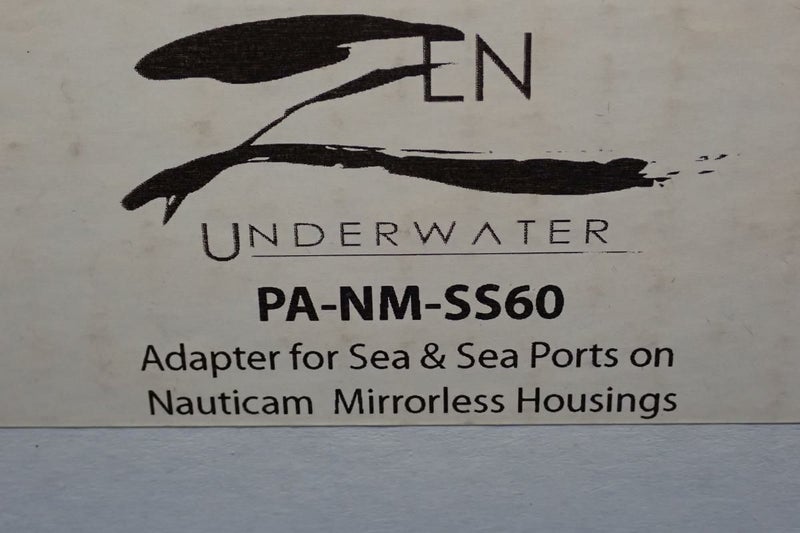 ZEN
UNDERWATER
PA-NM-SS60
Adapter for Sea & Sea Ports on
Nauticam Mirrorless Housings